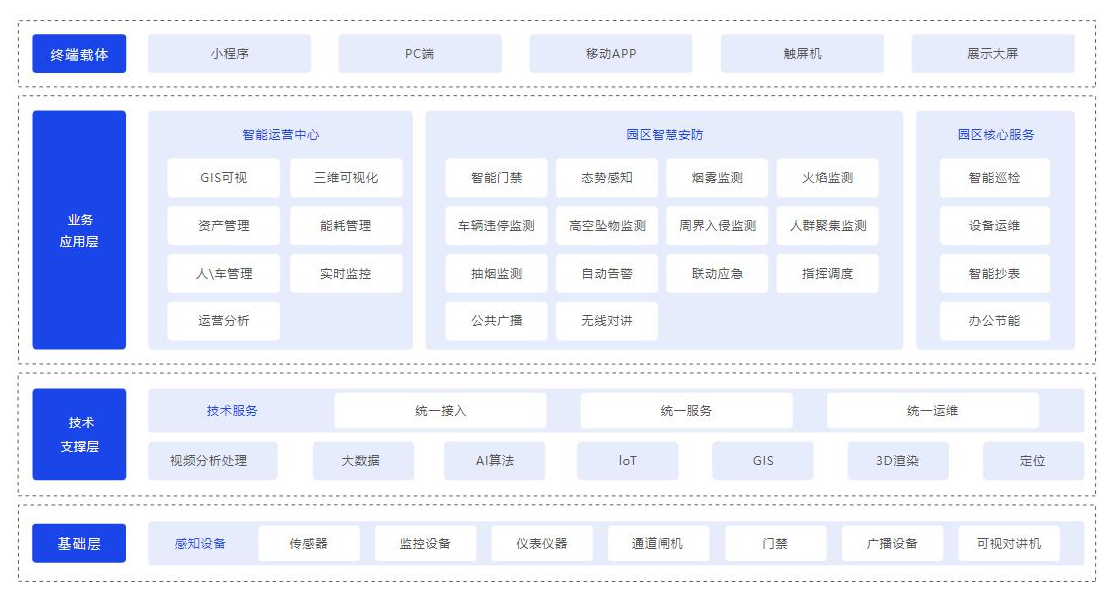 终端载体
小程序
PC端
移动APP
触屏机
展示大屏
业务
应用层
智能运营中心
GIS可视
三维可视化
资产管理
能耗管理
人\车管理
实时监控
运营分析
园区智慧安防
智能门禁
态势感知
烟雾监测
火焰监测
车辆违停监测
高空坠物监测
周界入侵监测
人群聚集监测
抽烟监测
自动告警
联动应急
指挥调度
公共广播
无线对讲
园区核心服务
智能巡检
设备运维
智能抄表
办公节能
技术
支撑层
技术服务
统一接入
统一服务
统一运维
视频分析处理
大数据
AI算法
IoT
GIS
3D渲染
定位
基础层
感知设备
传感器
监控设备
仪表仪器
通道闸机
门禁
广播设备
可视对讲机